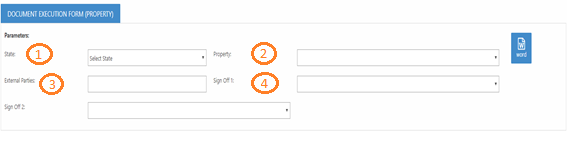 DOCUMENT EXECUTION FORM (PROPERTY)
Parameters:
State: 1 Select State Property: 2
word
External Parties: 3 Sign Off 1: 4
Sign Off 2: